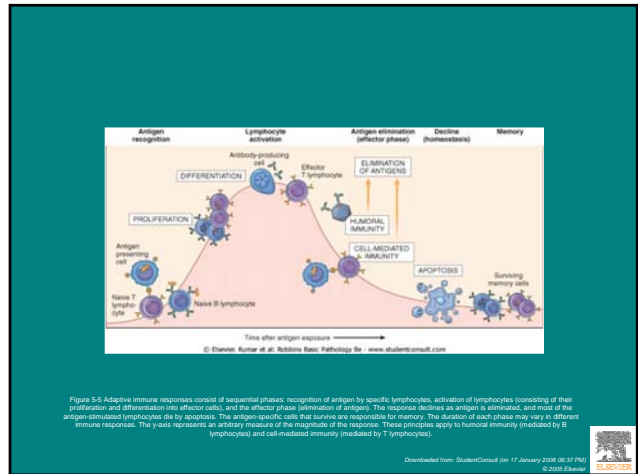 Antigen recognition
Lymphocyte activation
Antigen elimination (effector phase)
Decline (homeostasis)
Memory
Antibody-producing cell
Effector T lymphocyte
ELIMINATION OF ANTIGENS
DIFFERENTIATION
PROLIFERATION
HUMORAL IMMUNITY
CELL-MEDIATED IMMUNITY
Antigen presenting cell
APOPTOSIS
Surviving memory cells
Naive T lympho-cyte
Naive B lymphocyte
Time after antigen exposure
© Elsevier. Kumar et al: Robbins Basic Pathology 8e - www.studentconsult.com
Figure 5-5 Adaptive immune responses consist of sequential phases: recognition of antigen by specific lymphocytes, activation of lymphocytes (consisting of their
proliferation and differentiation into effector cells), and the effector phase (elimination of antigen). The response declines as antigen is eliminated, and most of the
antigen-stimulated lymphocytes die by apoptosis. The antigen-specific cells that survive are responsible for memory. The duration of each phase may vary in different
immune responses. The y-axis represents an arbitrary measure of the magnitude of the response. These principles apply to humoral immunity (mediated by B
lymphocytes) and cell-mediated immunity (mediated by T lymphocytes).
Downloaded from: StudentConsult (on 17 January 2008 08:37 PM)
© 2005 Elsevier
ELSEVIER